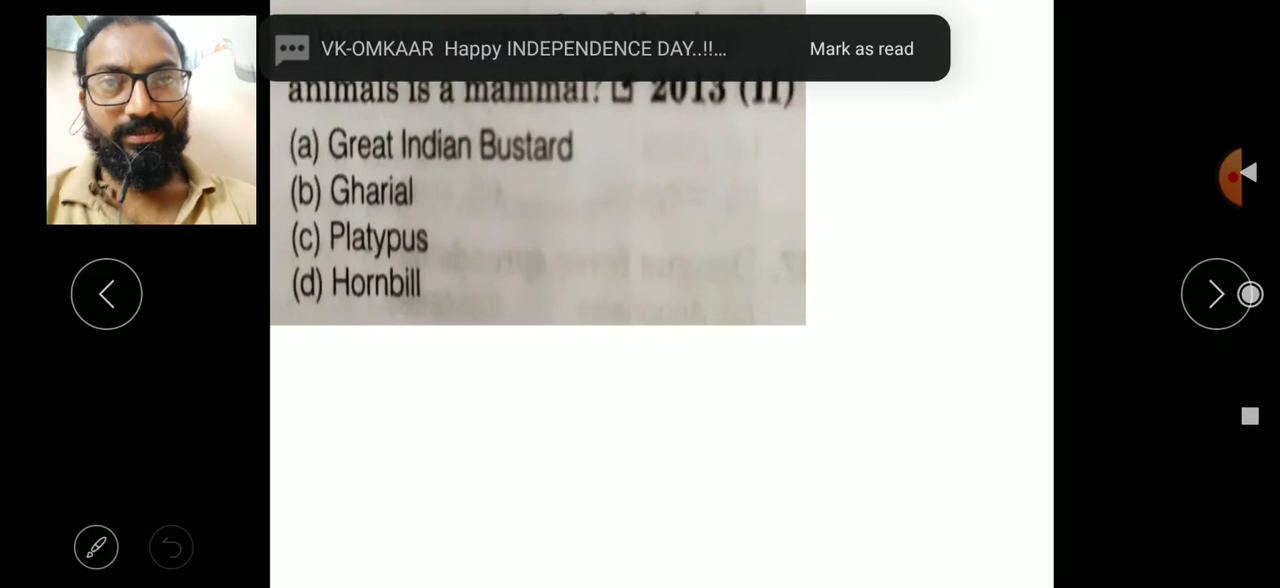 VK-OMKAAR Happy INDEPENDENCE DAY..!!...
Mark as read
animals is a mammal? 2013 (II)
(a) Great Indian Bustard
(b) Gharial
(c) Platypus
(d) Hornbill